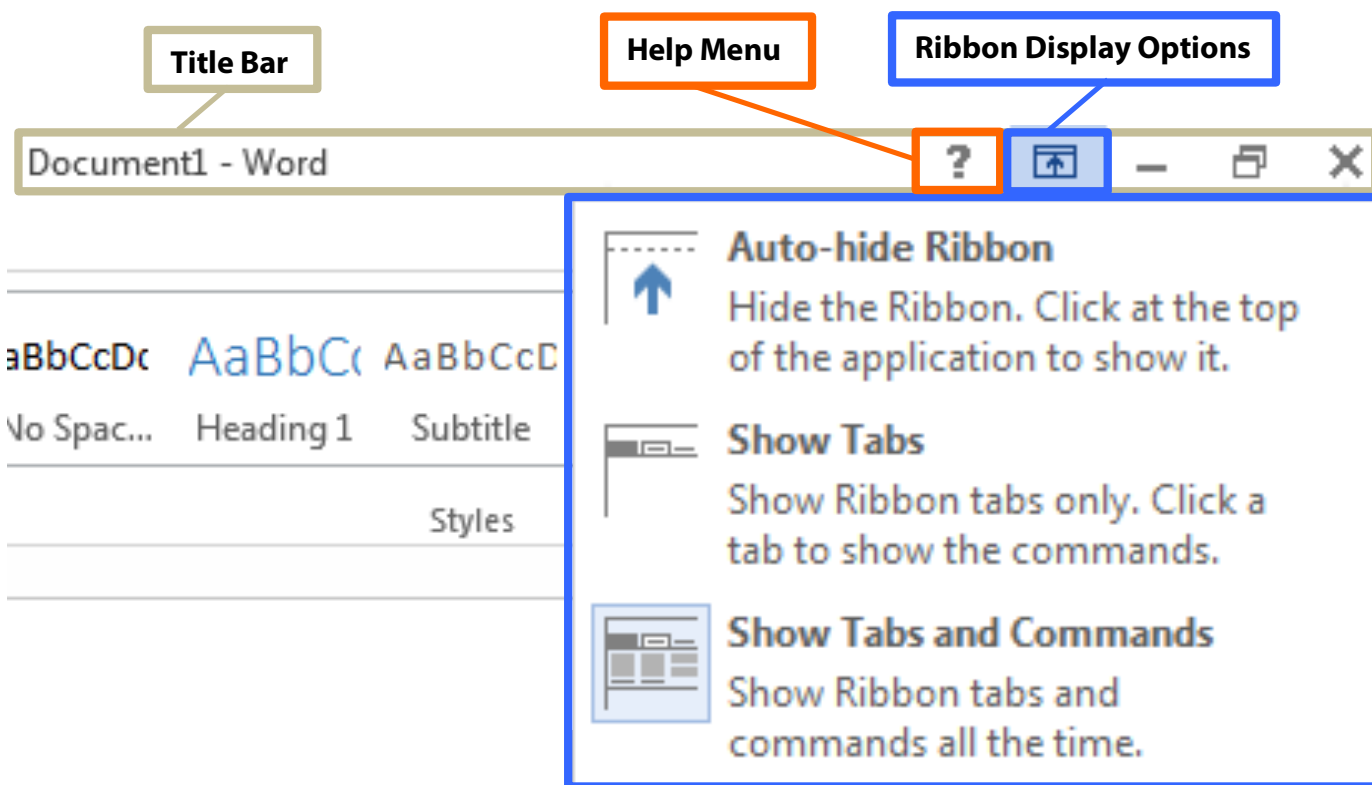 Title Bar
Help Menu
Ribbon Display Options
Document1 - Word
?
Auto-hide Ribbon
Hide the Ribbon. Click at the top
of the application to show it.
aBbCcDc AaBbC( AaBbCcD
No Spac... Heading 1 Subtitle
Styles
Show Tabs
Show Ribbon tabs only. Click a
tab to show the commands.
Show Tabs and Commands
Show Ribbon tabs and
commands all the time.